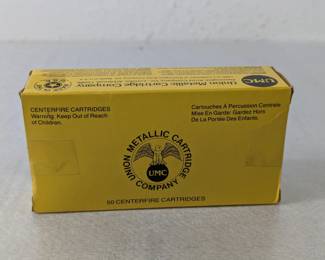 Union Metallic Cartridge Company
UMC
CENTERFIRE CARTRIDGES
Warning: Keep Out of Reach
of Children.
Cartouches A Percussion Centrale
Mise En Garde: Gardez Hors
De La Portée Des Enfants.
UNION METALLIC CARTRIDGE
UMC
COMPANY
50 CENTERFIRE CARTRIDGES